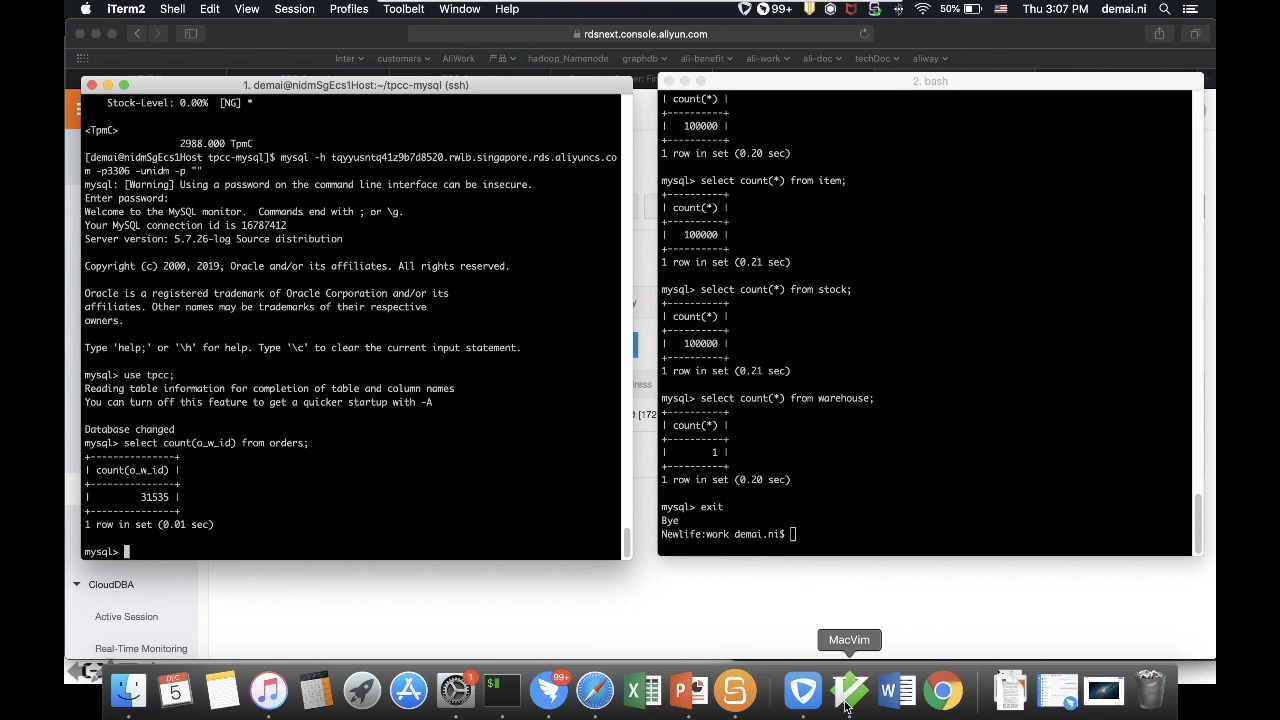 iTerm2 Shell Edit View Session Profiles Toolbelt Window Help 99+ 50% Thu 3:07 PM demai.ni
rdsnext.console.aliyun.com
Inter customers AliWork 产品 hadoop_Namenode graphdb ali-benefit ali-work ali-doc techDoc aliway
1. demai@nidmSgEcs1Host:~/tpcc-mysql (ssh)
Stock-Level: 0.00% [NG] *
<TpmC>
2988.000 TpmC
[demai@nidmSgEcs1Host tpcc-mysql]$ mysql -h tqyyusntq41z9b7d8520.rwlb.singapore.rds.aliyuncs.co
m -p3306 -unidm -p ""
mysql: [Warning] Using a password on the command line interface can be insecure.
Enter password:
Welcome to the MySQL monitor. Commands end with ; or \g.
Your MySQL connection id is 16787412
Server version: 5.7.26-log Source distribution
Copyright (c) 2000, 2019, Oracle and/or its affiliates. All rights reserved.
Oracle is a registered trademark of Oracle Corporation and/or its
affiliates. Other names may be trademarks of their respective
owners.
Type 'help;' or '\h' for help. Type '\c' to clear the current input statement.
mysql> use tpcc;
Reading table information for completion of table and column names
You can turn off this feature to get a quicker startup with -A
Database changed
mysql> select count(o_w_id) from orders;
+---------------+
| count(o_w_id) |
+---------------+
| 31535 |
+---------------+
1 row in set (0.01 sec)
mysql>
2. bash
| count(*) |
+----------+
| 100000 |
+----------+
1 row in set (0.20 sec)
mysql> select count(*) from item;
+----------+
| count(*) |
+----------+
| 100000 |
+----------+
1 row in set (0.21 sec)
mysql> select count(*) from stock;
+----------+
| count(*) |
+----------+
| 100000 |
+----------+
1 row in set (0.21 sec)
mysql> select count(*) from warehouse;
+----------+
| count(*) |
+----------+
| 1 |
+----------+
1 row in set (0.20 sec)
mysql> exit
Bye
Newlife:work demai.ni$
dress
0 [172
CloudDBA
Active Session
Real-Time Monitoring
MacVim
DEC
5
1
99+